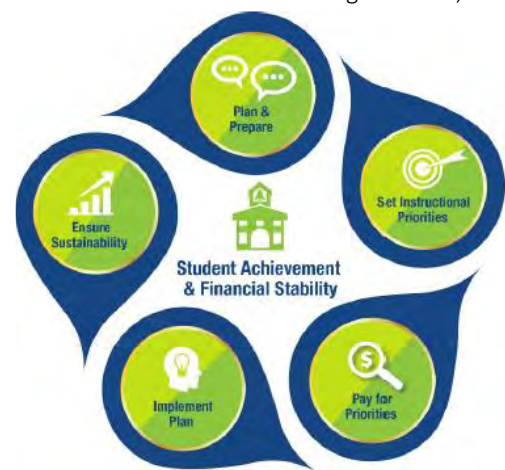 Plan &
Prepare
Set Instructional
Priorities
Pay for
Priorities
Implement
Plan
Ensure
Sustainability
Student Achievement
& Financial Stability
$